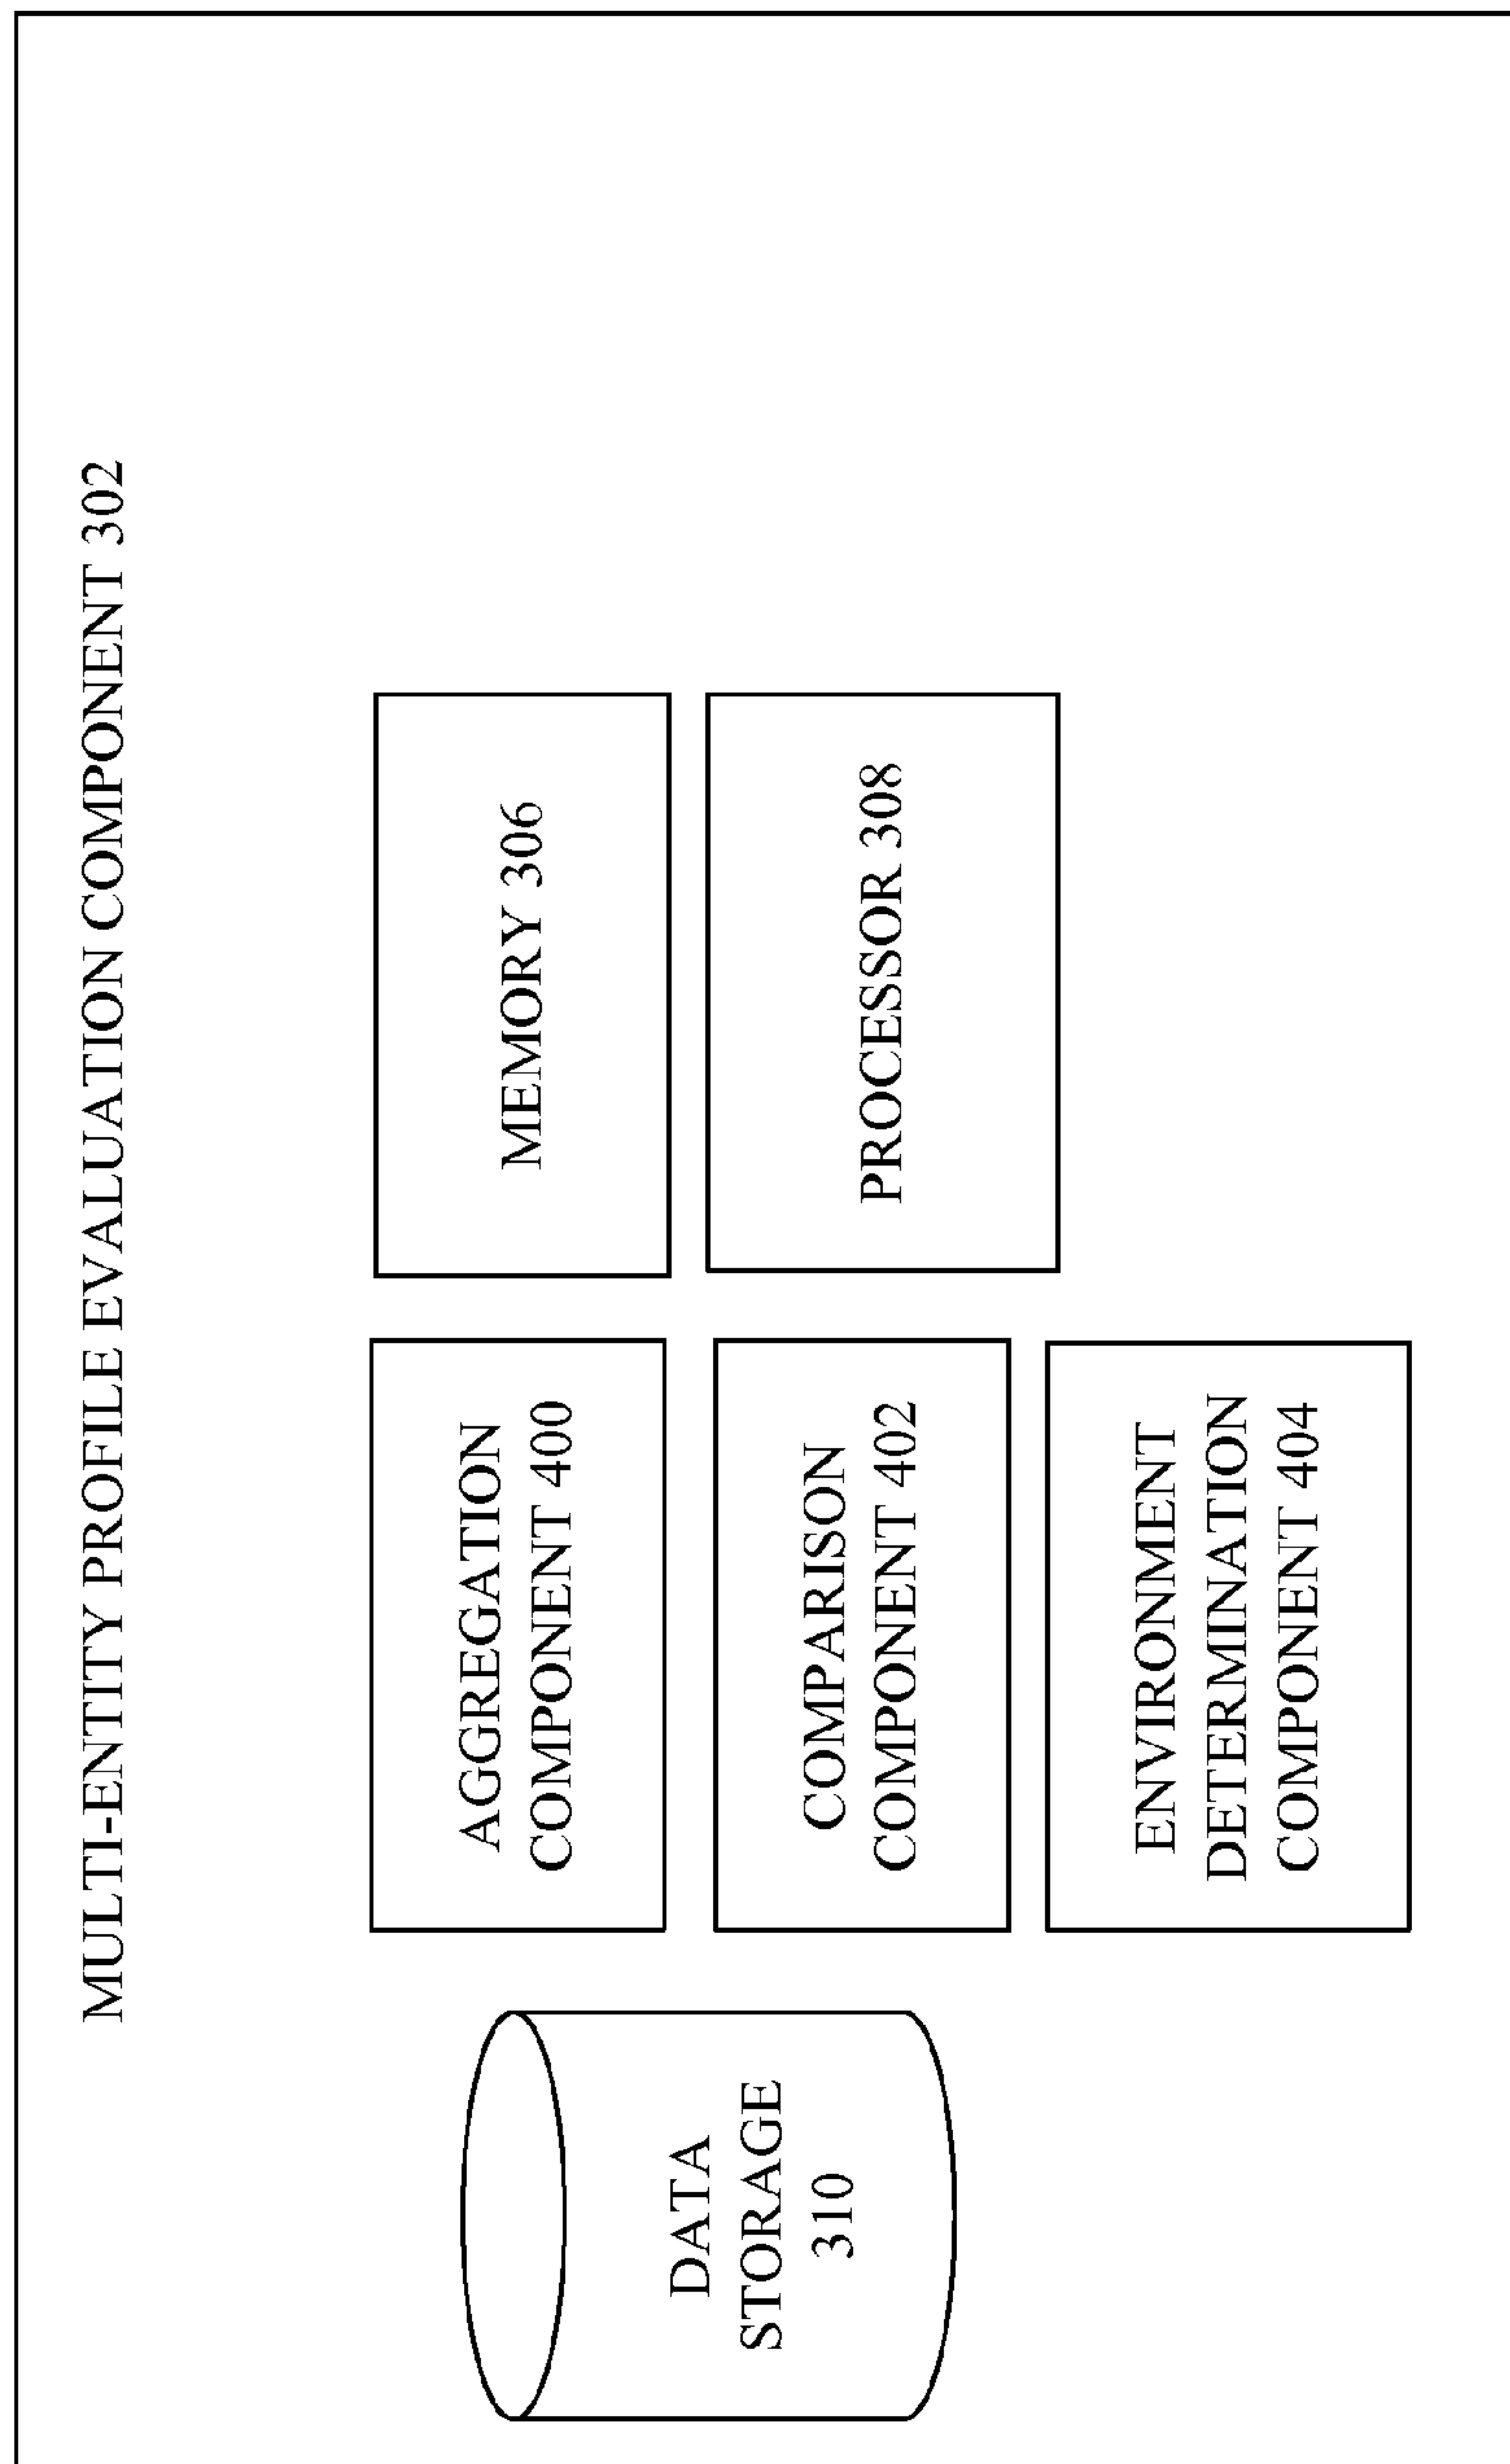 MULTI-ENTITY PROFILE EVALUATION COMPONENT 302
DATA
STORAGE
310
AGGREGATION
COMPONENT 400
COMPARISON
COMPONENT 402
ENVIRONMENT
DETERMINATION
COMPONENT 404
MEMORY 306
PROCESSOR 308